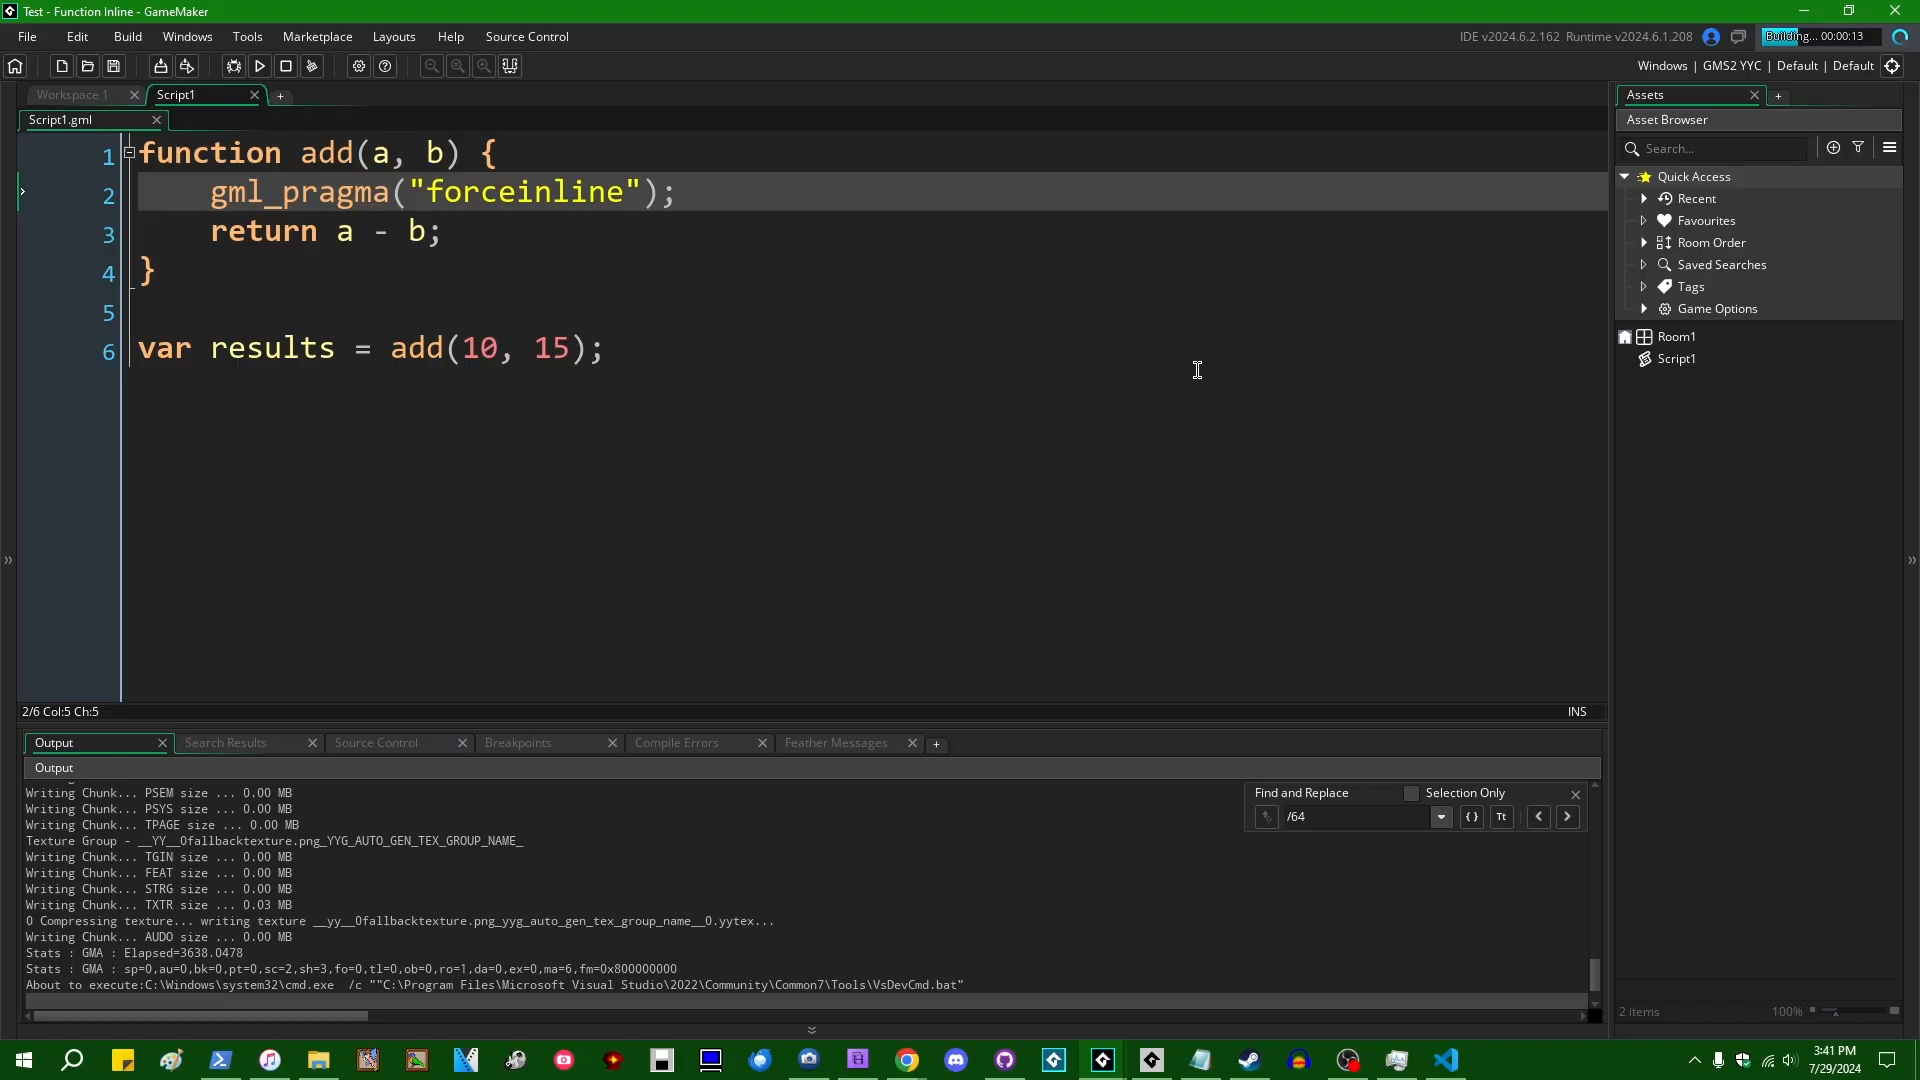 Test - Function Inline - GameMaker
File Edit Build Windows Tools Marketplace Layouts Help Source Control
IDE v2024.6.2.162 Runtime v2024.6.1.208
Building... 00:00:13
Windows | GMS2 YYC | Default | Default
Workspace 1
Script1
Script1.gml
1 function add(a, b) {
2 gml_pragma("forceinline");
3 return a - b;
4 }
5
6 var results = add(10, 15);
2/6 Col:5 Ch:5
INS
Assets
Asset Browser
Search...
Quick Access
Recent
Favourites
Room Order
Saved Searches
Tags
Game Options
Room1
Script1
2 items
100%
Output
Search Results
Source Control
Breakpoints
Compile Errors
Feather Messages
Output
Writing Chunk... PSEM size ... 0.00 MB
Writing Chunk... PSYS size ... 0.00 MB
Writing Chunk... TPAGE size ... 0.00 MB
Texture Group - __YY__0fallbacktexture.png_YYG_AUTO_GEN_TEX_GROUP_NAME_
Writing Chunk... TGIN size ... 0.00 MB
Writing Chunk... FEAT size ... 0.00 MB
Writing Chunk... STRG size ... 0.00 MB
Writing Chunk... TXTR size ... 0.03 MB
0 Compressing texture... writing texture __yy__0fallbacktexture.png_yyg_auto_gen_tex_group_name__0.yytex...
Writing Chunk... AUDO size ... 0.00 MB
Stats : GMA : Elapsed=3638.0478
Stats : GMA : sp=0,au=0,bk=0,pt=0,sc=2,sh=3,fo=0,tl=0,ob=0,ro=1,da=0,ex=0,ma=6,fm=0x800000000
About to execute:C:\Windows\system32\cmd.exe /c ""C:\Program Files\Microsoft Visual Studio\2022\Community\Common7\Tools\VsDevCmd.bat"
Find and Replace
Selection Only
/64
{ }
Tt
3:41 PM
7/29/2024